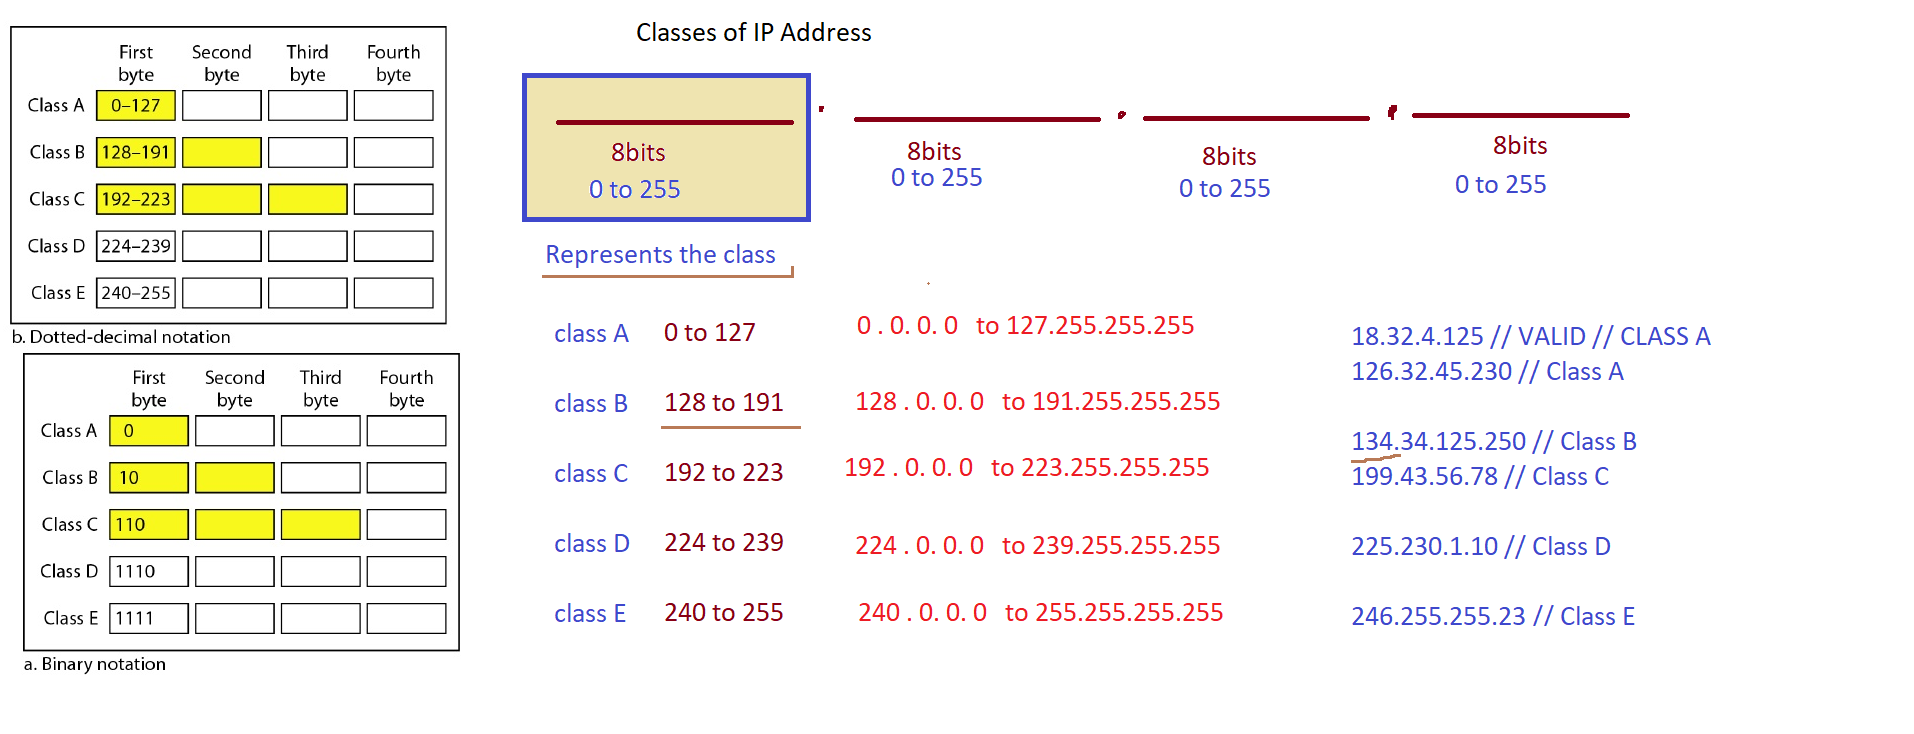 Classes of IP Address
First Second Third Fourth
byte byte byte byte
Class A 0–127
Class B 128–191
Class C 192–223
Class D 224–239
Class E 240–255
b. Dotted-decimal notation
First Second Third Fourth
byte byte byte byte
Class A 0
Class B 10
Class C 110
Class D 1110
Class E 1111
a. Binary notation
. . .
8bits 8bits 8bits 8bits
0 to 255 0 to 255 0 to 255 0 to 255
Represents the class
class A 0 to 127 0 . 0. 0. 0 to 127.255.255.255
class B 128 to 191 128 . 0. 0. 0 to 191.255.255.255
class C 192 to 223 192 . 0. 0. 0 to 223.255.255.255
class D 224 to 239 224 . 0. 0. 0 to 239.255.255.255
class E 240 to 255 240 . 0. 0. 0 to 255.255.255.255
18.32.4.125 // VALID // CLASS A
126.32.45.230 // Class A
134.34.125.250 // Class B
199.43.56.78 // Class C
225.230.1.10 // Class D
246.255.255.23 // Class E